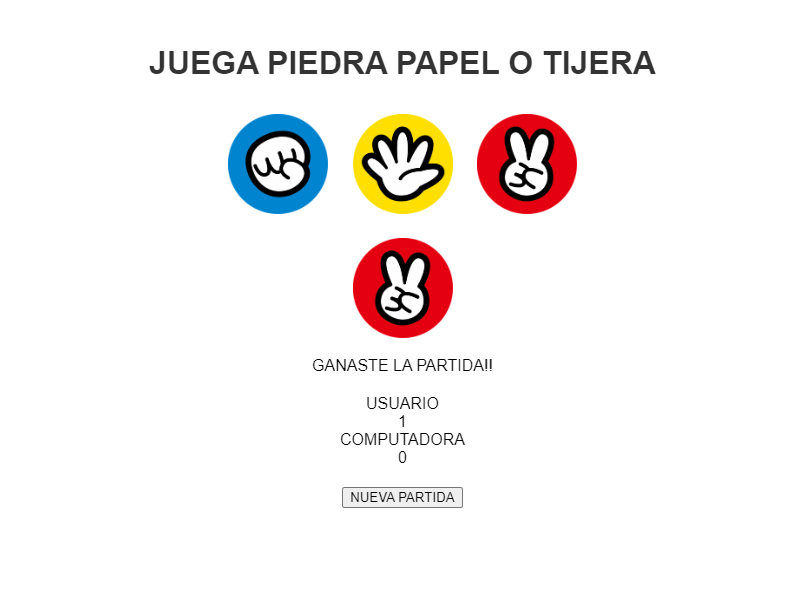 JUEGA PIEDRA PAPEL O TIJERA
GANASTE LA PARTIDA!!
USUARIO
1
COMPUTADORA
0
NUEVA PARTIDA